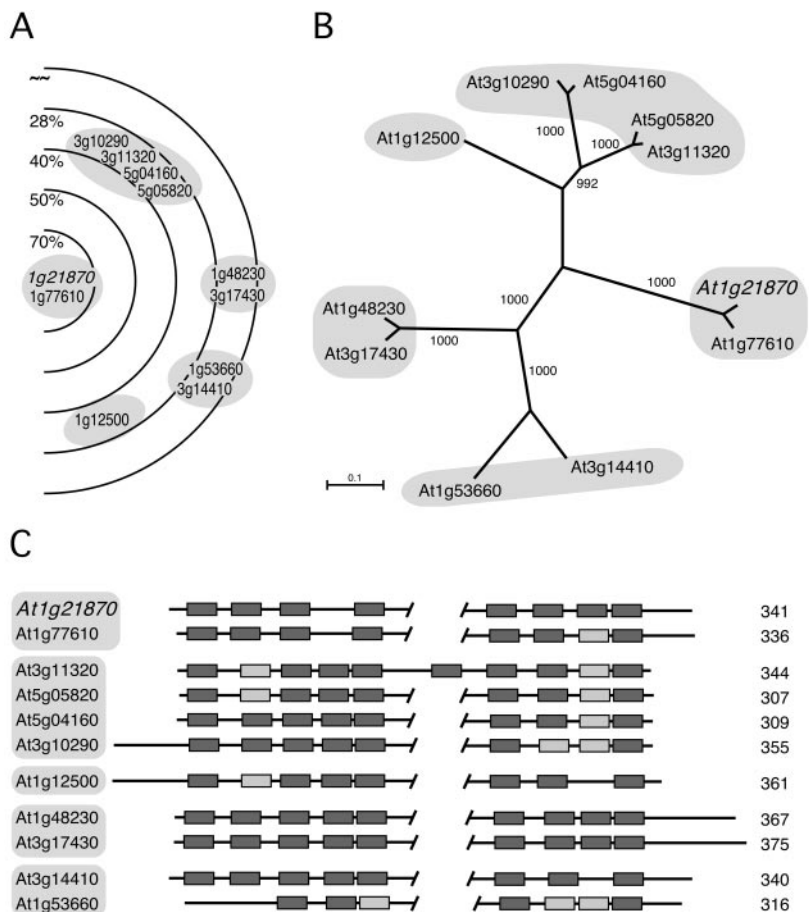 A
~~
28%
40%
50%
70%
3g10290
3g11320
5g04160
5g05820
1g21870
1g77610
1g48230
3g17430
1g53660
3g14410
1g12500
B
At3g10290
At5g04160
At5g05820
At3g11320
At1g12500
1000
1000
992
1000
At1g21870
At1g77610
At1g48230
At3g17430
1000
1000
1000
At3g14410
At1g53660
0.1
C
At1g21870 341
At1g77610 336
At3g11320 344
At5g05820 307
At5g04160 309
At3g10290 355
At1g12500 361
At1g48230 367
At3g17430 375
At3g14410 340
At1g53660 316